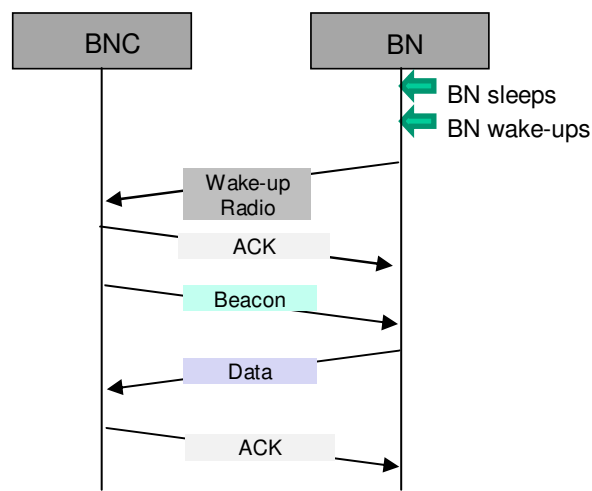 BNC
BN
BN sleeps
BN wake-ups
Wake-up
Radio
ACK
Beacon
Data
ACK